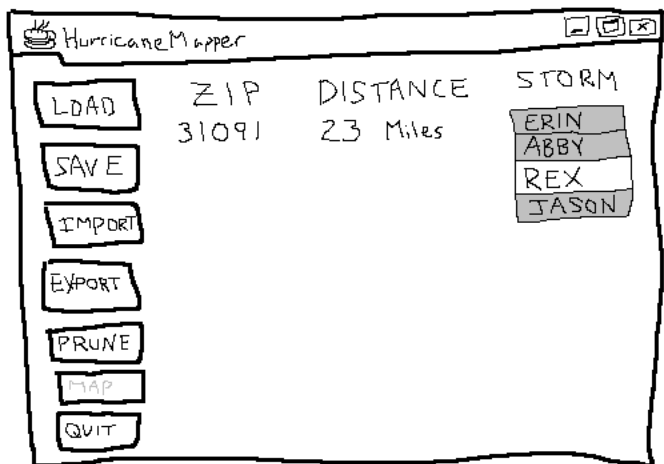 HurricaneMapper
LOAD
SAVE
IMPORT
EXPORT
PRUNE
MAP
QUIT
ZIP DISTANCE STORM
31091 23 Miles
ERIN
ABBY
REX
JASON